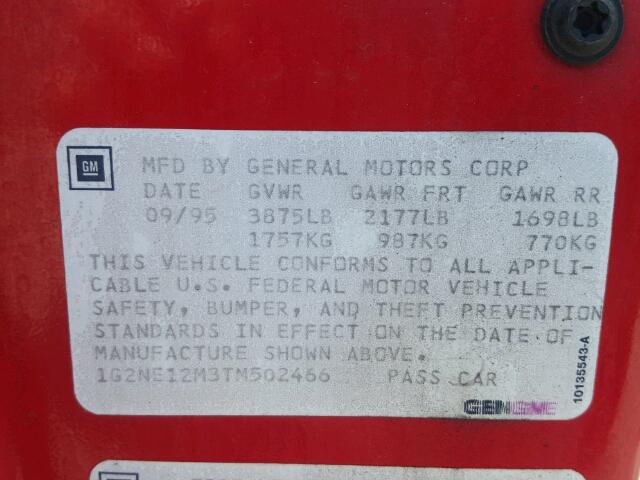 GM MFD BY GENERAL MOTORS CORP
DATE GVWR GAWR FRT GAWR RR
09/95 3875LB 2177LB 1698LB
1757KG 987KG 770KG
THIS VEHICLE CONFORMS TO ALL APPLI-
CABLE U.S. FEDERAL MOTOR VEHICLE
SAFETY, BUMPER, AND THEFT PREVENTION
STANDARDS IN EFFECT ON THE DATE OF
MANUFACTURE SHOWN ABOVE.
1G2NE12M3TM502466 PASS CAR
10135543-A